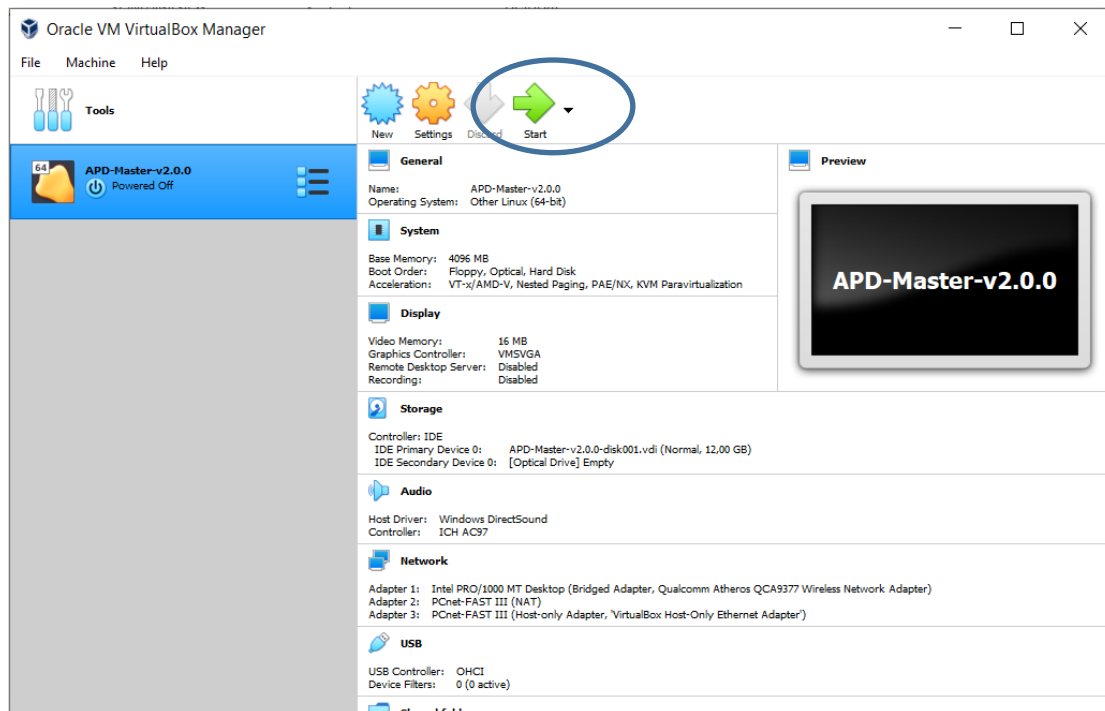 Oracle VM VirtualBox Manager
File Machine Help
Tools
New Settings Discard Start
64
APD-Master-v2.0.0
Powered Off
General
Name: APD-Master-v2.0.0
Operating System: Other Linux (64-bit)
Preview
APD-Master-v2.0.0
System
Base Memory: 4096 MB
Boot Order: Floppy, Optical, Hard Disk
Acceleration: VT-x/AMD-V, Nested Paging, PAE/NX, KVM Paravirtualization
Display
Video Memory: 16 MB
Graphics Controller: VMSVGA
Remote Desktop Server: Disabled
Recording: Disabled
Storage
Controller: IDE
IDE Primary Device 0: APD-Master-v2.0.0-disk001.vdi (Normal, 12,00 GB)
IDE Secondary Device 0: [Optical Drive] Empty
Audio
Host Driver: Windows DirectSound
Controller: ICH AC97
Network
Adapter 1: Intel PRO/1000 MT Desktop (Bridged Adapter, Qualcomm Atheros QCA9377 Wireless Network Adapter)
Adapter 2: PCnet-FAST III (NAT)
Adapter 3: PCnet-FAST III (Host-only Adapter, 'VirtualBox Host-Only Ethernet Adapter')
USB
USB Controller: OHCI
Device Filters: 0 (0 active)